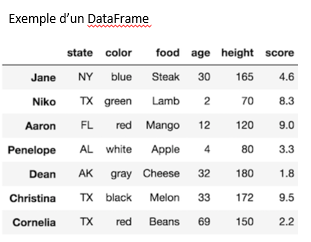 Exemple d'un DataFrame
state color food age height score
Jane NY blue Steak 30 165 4.6
Niko TX green Lamb 2 70 8.3
Aaron FL red Mango 12 120 9.0
Penelope AL white Apple 4 80 3.3
Dean AK gray Cheese 32 180 1.8
Christina TX black Melon 33 172 9.5
Cornelia TX red Beans 69 150 2.2